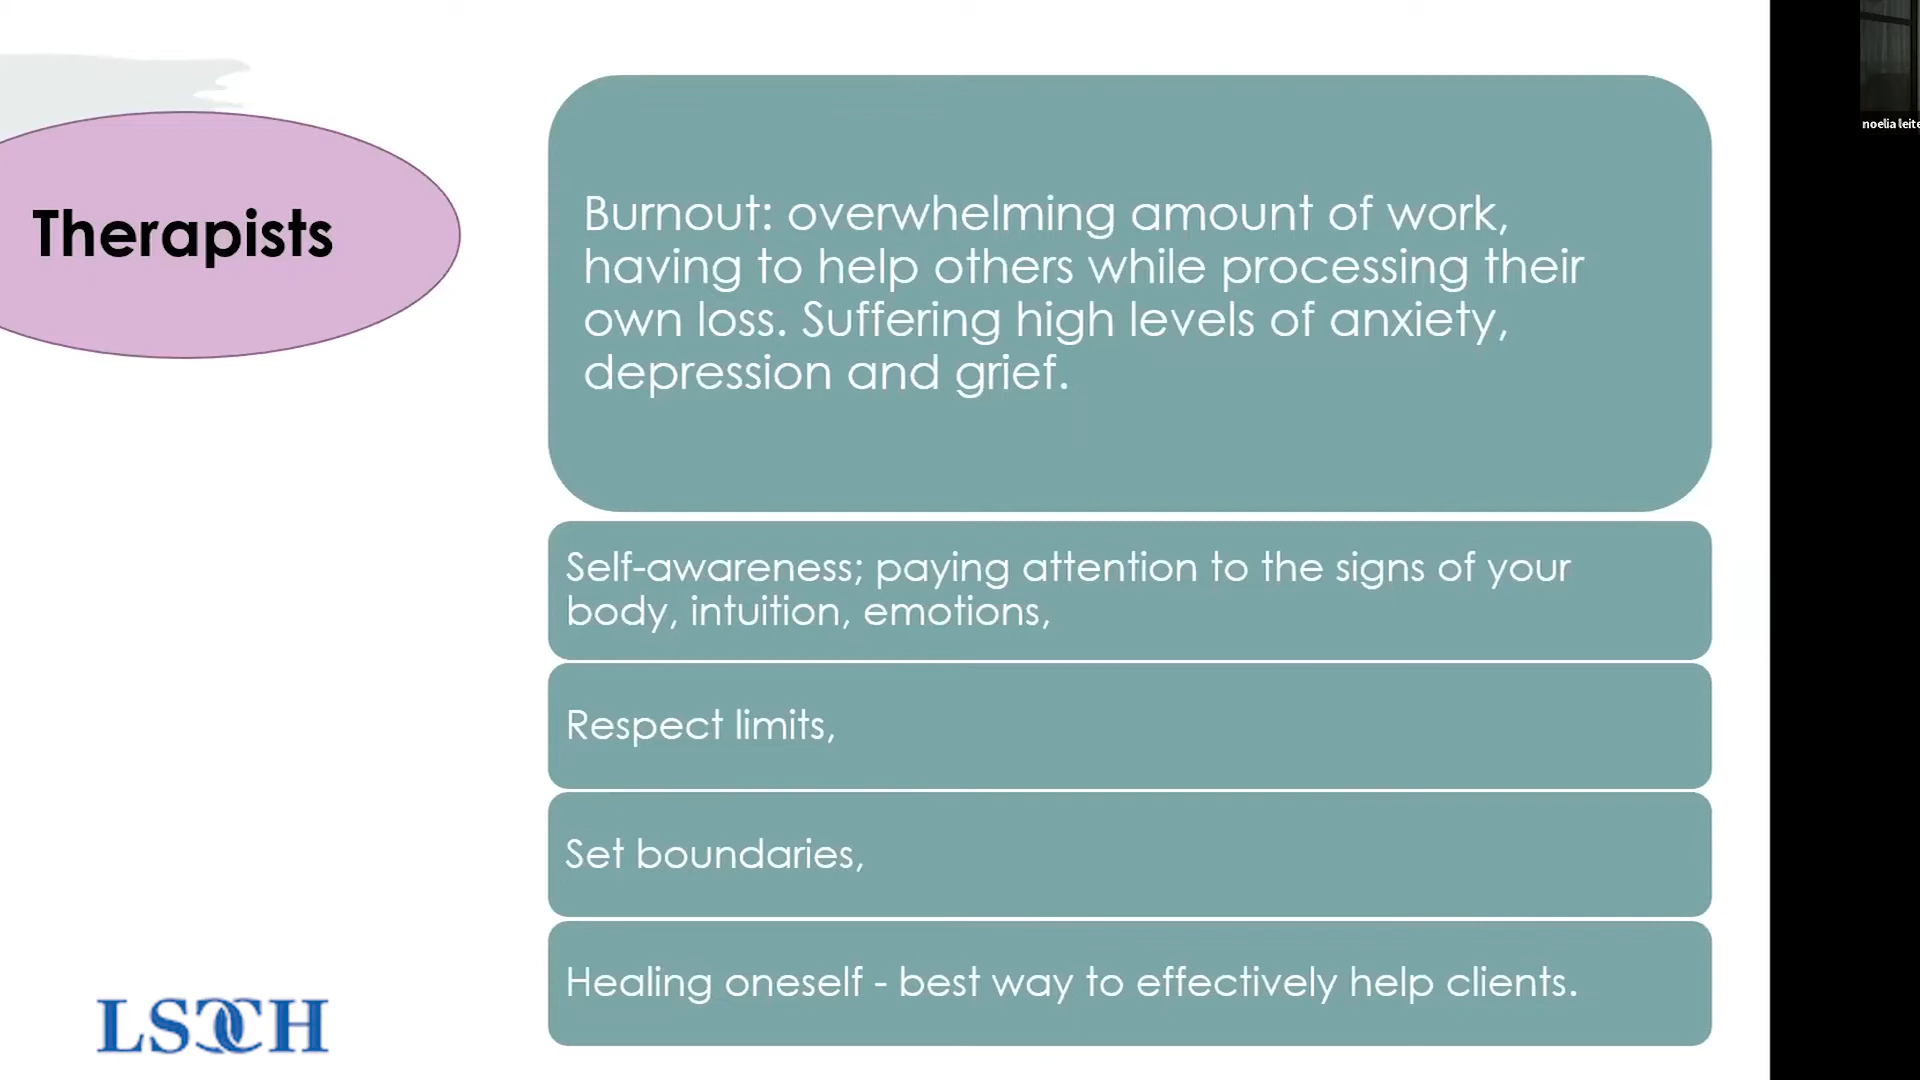 Therapists
Burnout: overwhelming amount of work,
having to help others while processing their
own loss. Suffering high levels of anxiety,
depression and grief.
Self-awareness; paying attention to the signs of your
body, intuition, emotions,
Respect limits,
Set boundaries,
Healing oneself - best way to effectively help clients.
LSCCH
noelia leite